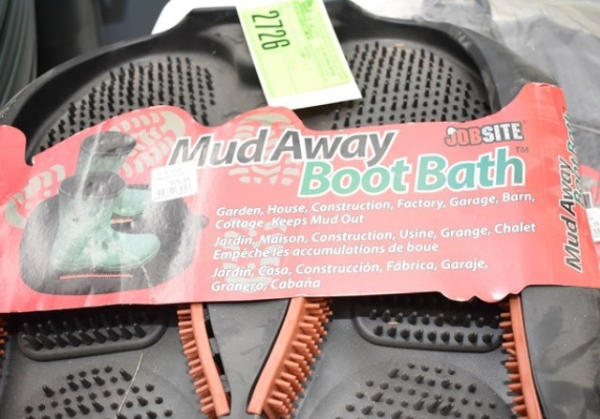 2726
JOBSITE
Mud Away
Boot Bath™
Garden, House, Construction, Factory, Garage, Barn,
Cottage Keeps Mud Out
Jardin, Maison, Construction, Usine, Grange, Chalet
Empêche les accumulations de boue
Jardín, Casa, Construcción, Fábrica, Garaje,
Granero, Cabaña
Mud Away
Boot Bath